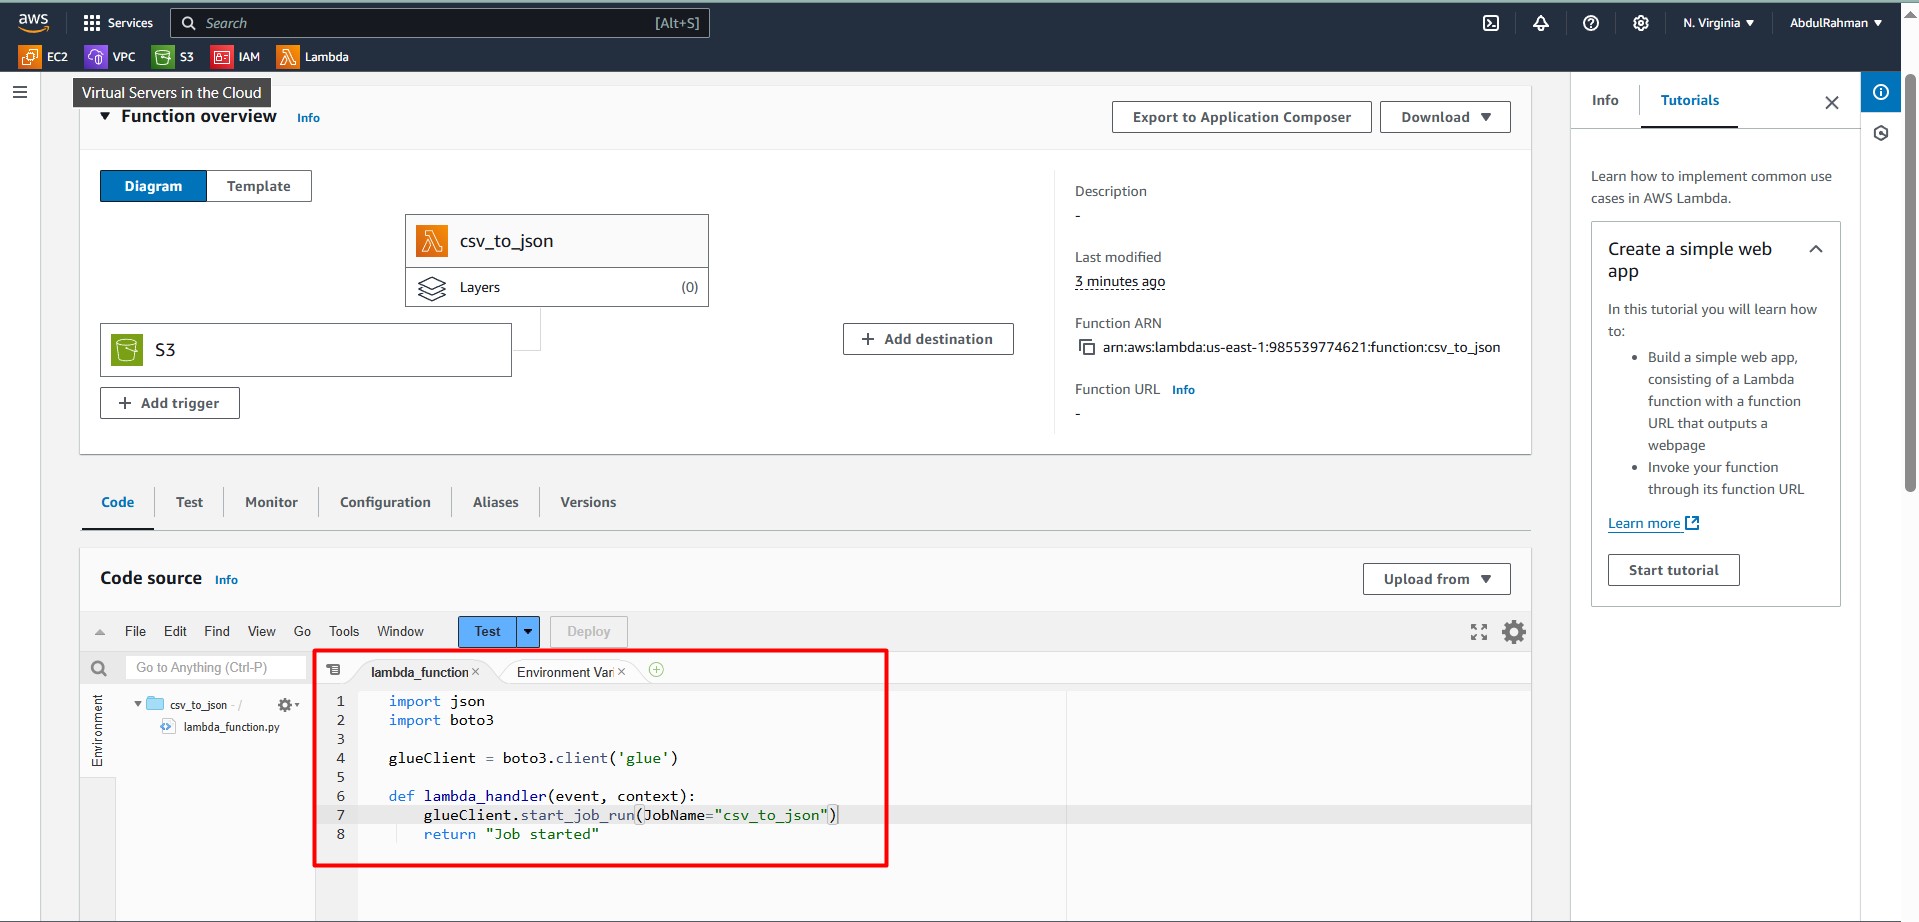 aws
Services
Search
[Alt+S]
N. Virginia
AbdulRahman
EC2
VPC
S3
IAM
Lambda
Virtual Servers in the Cloud
Function overview
Info
Export to Application Composer
Download
Diagram
Template
csv_to_json
Layers
(0)
S3
+ Add trigger
+ Add destination
Description
-
Last modified
3 minutes ago
Function ARN
arn:aws:lambda:us-east-1:985539774621:function:csv_to_json
Function URL Info
-
Code
Test
Monitor
Configuration
Aliases
Versions
Code source Info
Upload from
File
Edit
Find
View
Go
Tools
Window
Test
Deploy
Go to Anything (Ctrl-P)
Environment
csv_to_json - /
lambda_function.py
lambda_function
Environment Vari
1 import json
2 import boto3
3
4 glueClient = boto3.client('glue')
5
6 def lambda_handler(event, context):
7 glueClient.start_job_run(JobName="csv_to_json")
8 return "Job started"
Info
Tutorials
Learn how to implement common use
cases in AWS Lambda.
Create a simple web
app
In this tutorial you will learn how
to:
• Build a simple web app,
consisting of a Lambda
function with a function
URL that outputs a
webpage
• Invoke your function
through its function URL
Learn more
Start tutorial